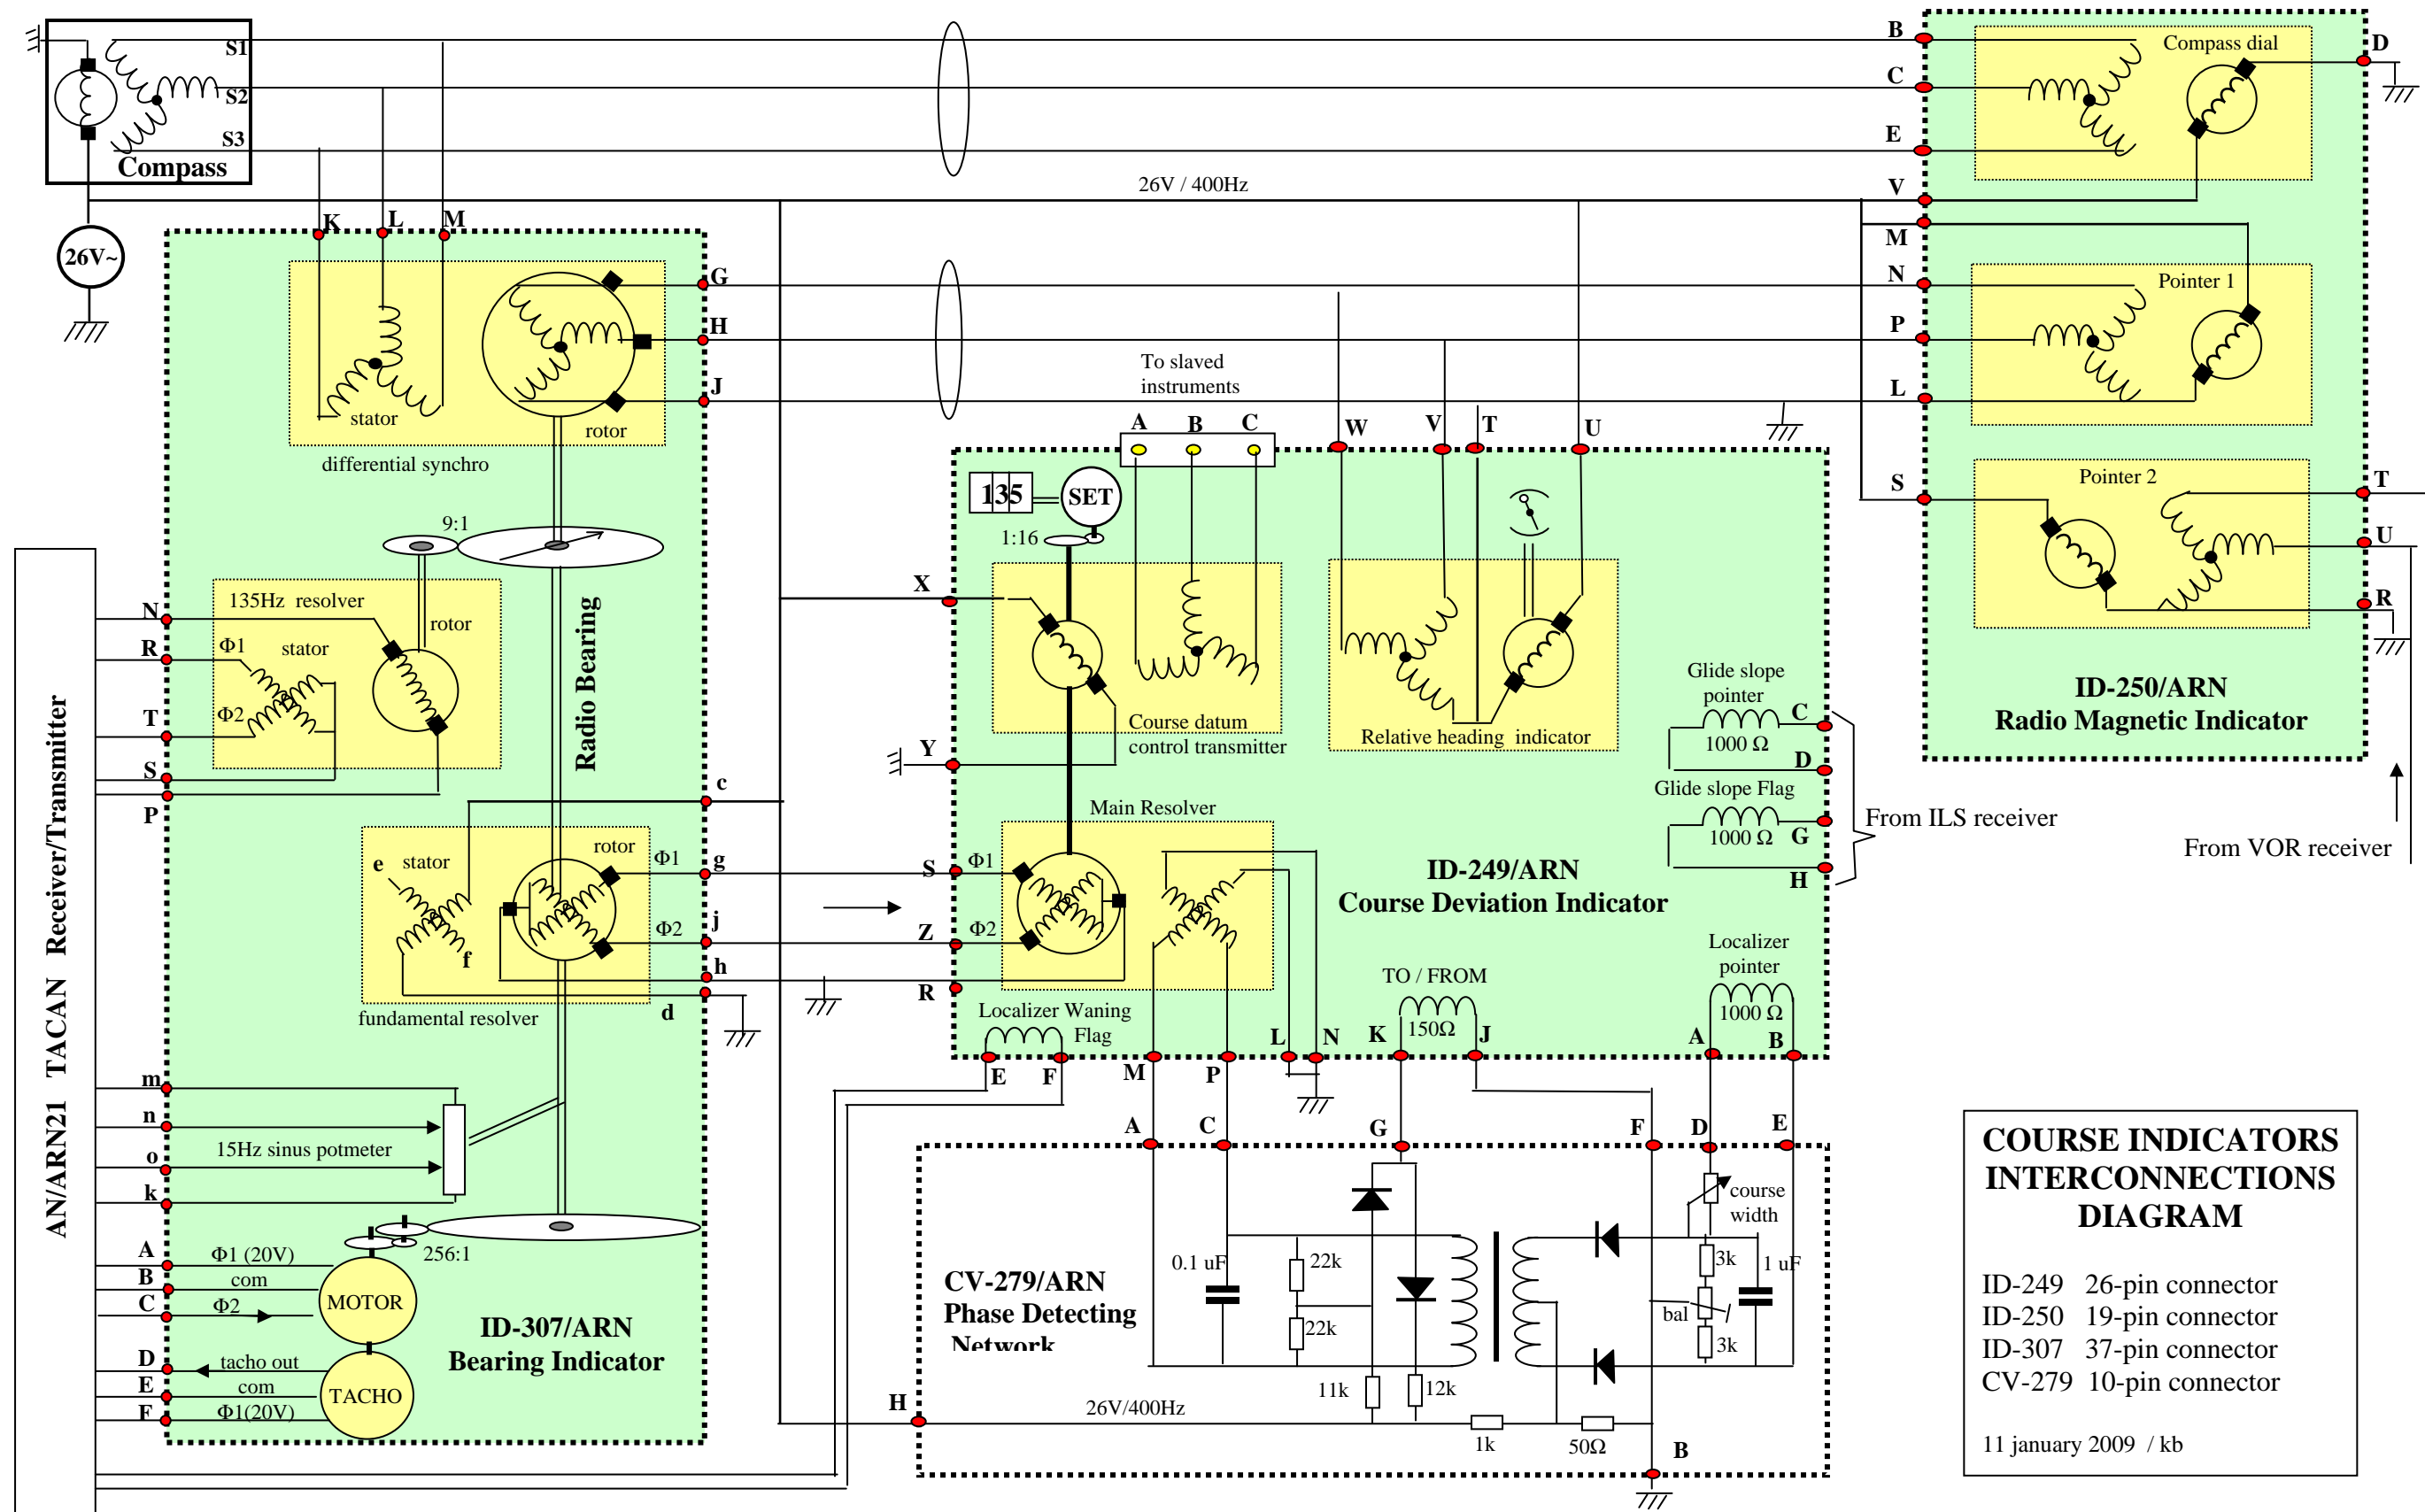 S1
S2
S3
Compass
26V~
26V / 400Hz
B
C
E
V
M
N
P
L
S
D
T
U
R
Compass dial
Pointer 1
Pointer 2
ID-250/ARN
Radio Magnetic Indicator
From VOR receiver
K
L
M
G
H
J
stator
rotor
differential synchro
9:1
135Hz resolver
rotor
Φ1
stator
Φ2
Radio Bearing
N
R
T
S
P
AN/ARN21 TACAN Receiver/Transmitter
c
e
stator
rotor
Φ1
g
Φ2
j
f
h
d
fundamental resolver
m
n
o
k
15Hz sinus potmeter
256:1
A
B
C
D
E
F
Φ1 (20V)
com
Φ2
MOTOR
tacho out
com
Φ1(20V)
TACHO
ID-307/ARN
Bearing Indicator
To slaved
instruments
A
B
C
W
V
T
U
135
SET
1:16
X
Y
Course datum
control transmitter
Relative heading indicator
Glide slope
pointer
C
1000 Ω
D
Glide slope Flag
G
1000 Ω
H
From ILS receiver
Main Resolver
S
Φ1
Z
Φ2
R
ID-249/ARN
Course Deviation Indicator
Localizer Waning
Flag
TO / FROM
150Ω
Localizer
pointer
1000 Ω
E
F
M
P
L
N
K
J
A
B
A
C
G
F
D
E
H
B
CV-279/ARN
Phase Detecting
Network
0.1 uF
22k
22k
11k
12k
26V/400Hz
1k
50Ω
course
width
3k
1 uF
bal
3k
COURSE INDICATORS
INTERCONNECTIONS
DIAGRAM
ID-249 26-pin connector
ID-250 19-pin connector
ID-307 37-pin connector
CV-279 10-pin connector
11 january 2009 / kb